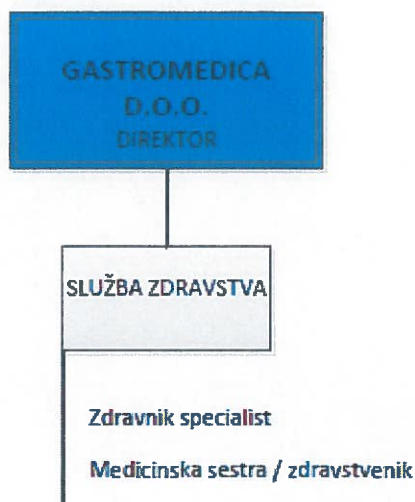 GASTROMEDICA
D.O.O.
DIREKTOR
SLUŽBA ZDRAVSTVA
Zdravnik specialist
Medicinska sestra / zdravstvenik